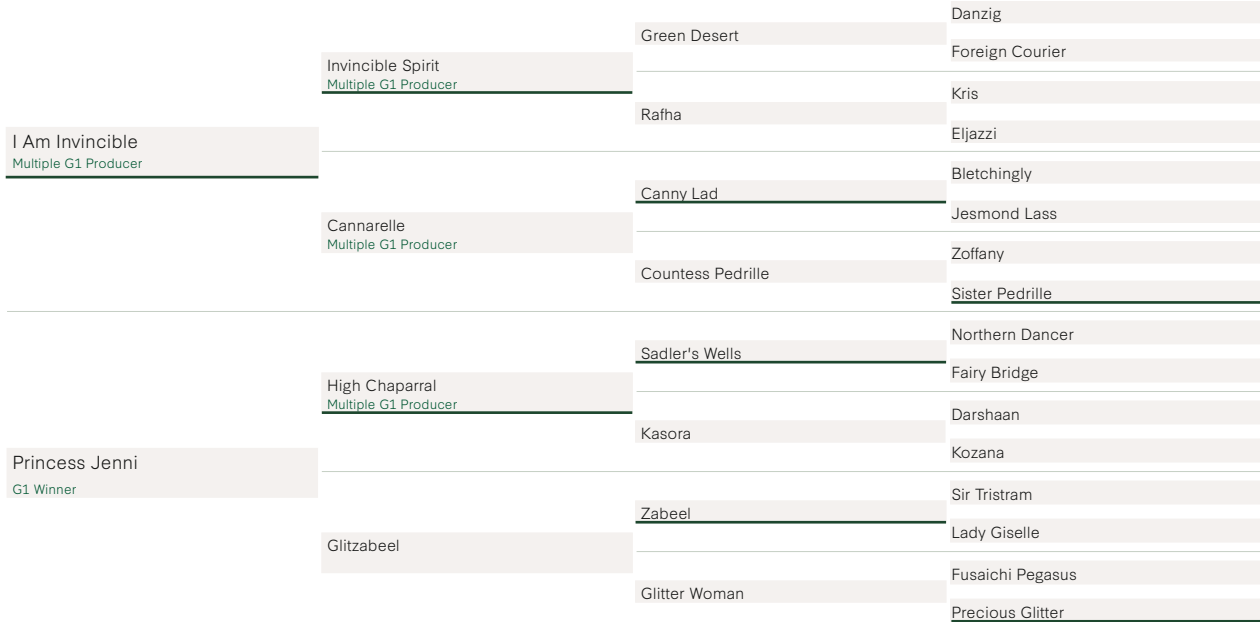 I Am Invincible
Multiple G1 Producer
Princess Jenni
G1 Winner
Invincible Spirit
Multiple G1 Producer
Cannarelle
Multiple G1 Producer
High Chaparral
Multiple G1 Producer
Glitzabeel
Green Desert
Rafha
Canny Lad
Countess Pedrille
Sadler's Wells
Kasora
Zabeel
Glitter Woman
Danzig
Foreign Courier
Kris
Eljazzi
Bletchingly
Jesmond Lass
Zoffany
Sister Pedrille
Northern Dancer
Fairy Bridge
Darshaan
Kozana
Sir Tristram
Lady Giselle
Fusaichi Pegasus
Precious Glitter